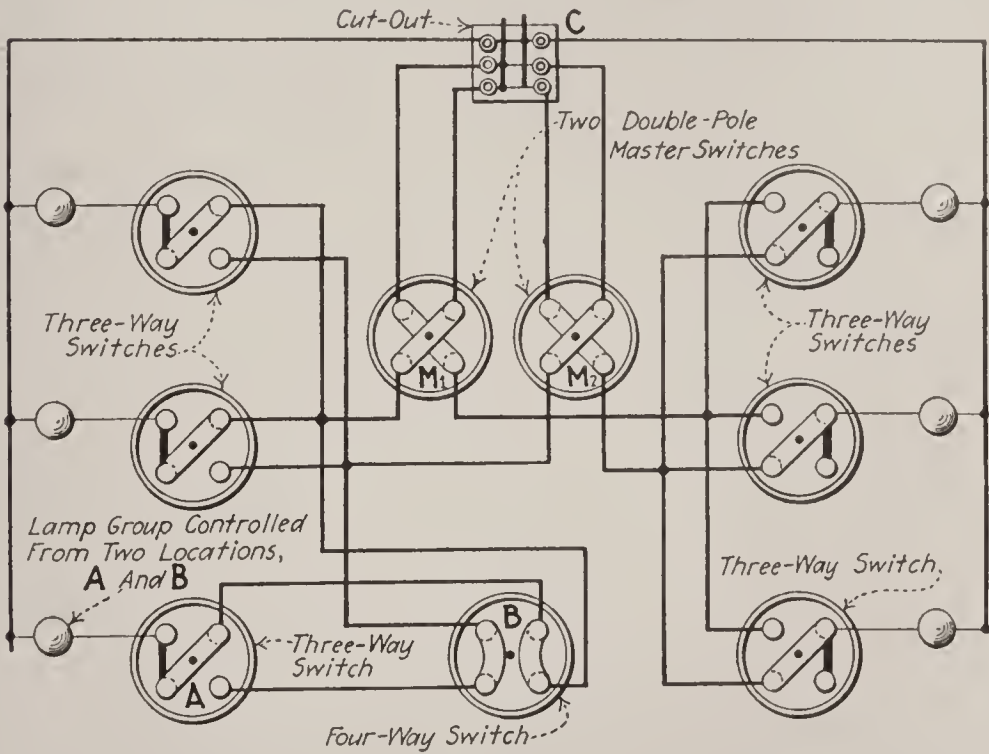 Cut-Out
C
Two Double-Pole
Master Switches
Three-Way
Switches
Three-Way
Switches
M1
M2
Lamp Group Controlled
From Two Locations,
A And B
Three-Way Switch
B
Three-Way
Switch
A
Four-Way Switch